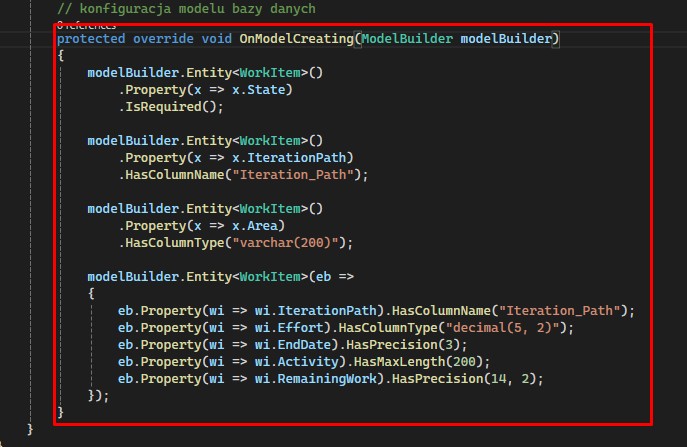 // konfiguracja modelu bazy danych
0 references
protected override void OnModelCreating(ModelBuilder modelBuilder)
{
modelBuilder.Entity<WorkItem>()
.Property(x => x.State)
.IsRequired();
modelBuilder.Entity<WorkItem>()
.Property(x => x.IterationPath)
.HasColumnName("Iteration_Path");
modelBuilder.Entity<WorkItem>()
.Property(x => x.Area)
.HasColumnType("varchar(200)");
modelBuilder.Entity<WorkItem>(eb =>
{
eb.Property(wi => wi.IterationPath).HasColumnName("Iteration_Path");
eb.Property(wi => wi.Effort).HasColumnType("decimal(5, 2)");
eb.Property(wi => wi.EndDate).HasPrecision(3);
eb.Property(wi => wi.Activity).HasMaxLength(200);
eb.Property(wi => wi.RemainingWork).HasPrecision(14, 2);
});
}
}